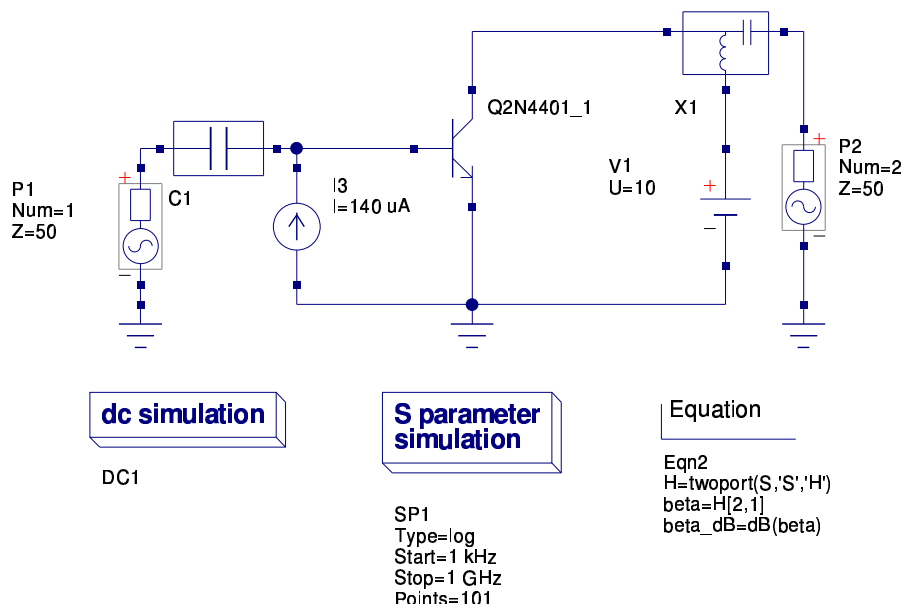 Q2N4401_1
X1
P1
Num=1
Z=50
C1
I3
I=140 uA
V1
U=10
P2
Num=2
Z=50
dc simulation
DC1
S parameter
simulation
SP1
Type=log
Start=1 kHz
Stop=1 GHz
Points=101
Equation
Eqn2
H=twoport(S,'S','H')
beta=H[2,1]
beta_dB=dB(beta)